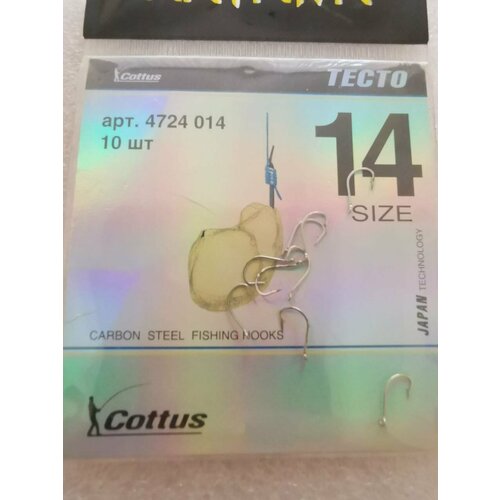 Cottus
TECTO
арт. 4724 014
10 шт
14
SIZE
JAPAN TECHNOLOGY
CARBON STEEL FISHING HOOKS
Cottus